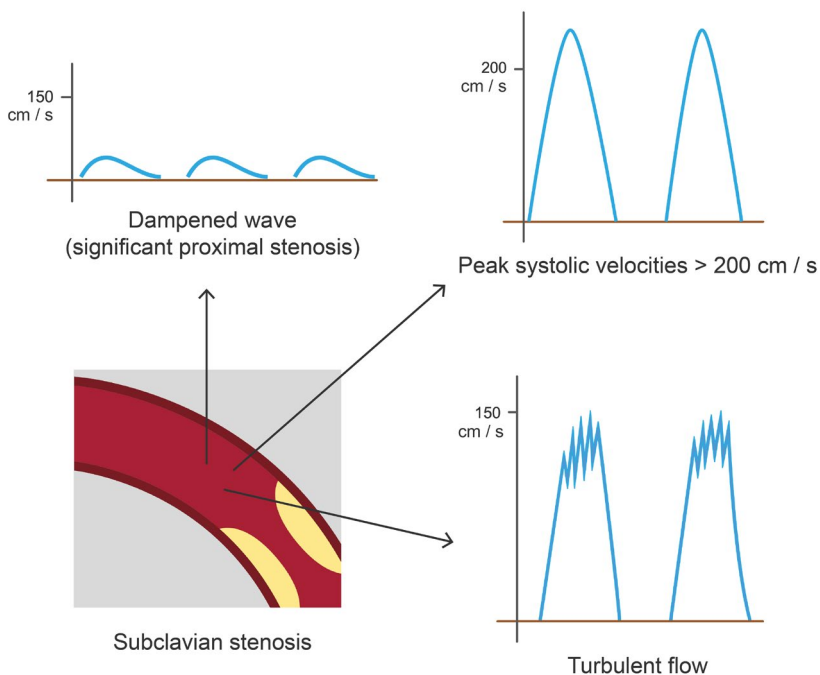 150
cm / s
Dampened wave
(significant proximal stenosis)
200
cm / s
Peak systolic velocities > 200 cm / s
Subclavian stenosis
150
cm / s
Turbulent flow